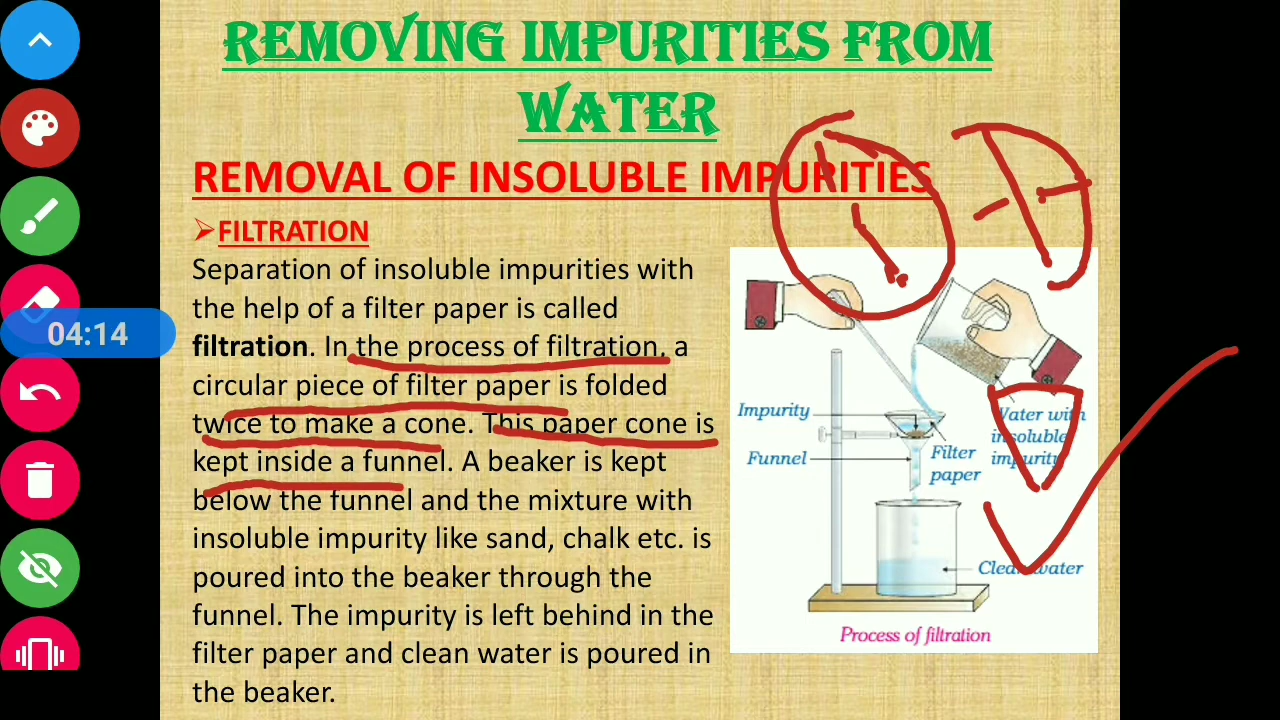 REMOVING IMPURITIES FROM
WATER
REMOVAL OF INSOLUBLE IMPURITIES
➢FILTRATION
Separation of insoluble impurities with
the help of a filter paper is called
filtration. In the process of filtration, a
circular piece of filter paper is folded
twice to make a cone. This paper cone is
kept inside a funnel. A beaker is kept
below the funnel and the mixture with
insoluble impurity like sand, chalk etc. is
poured into the beaker through the
funnel. The impurity is left behind in the
filter paper and clean water is poured in
the beaker.
04:14
Impurity
Funnel
Filter
paper
Water with
insoluble
impurity
Clean water
Process of filtration